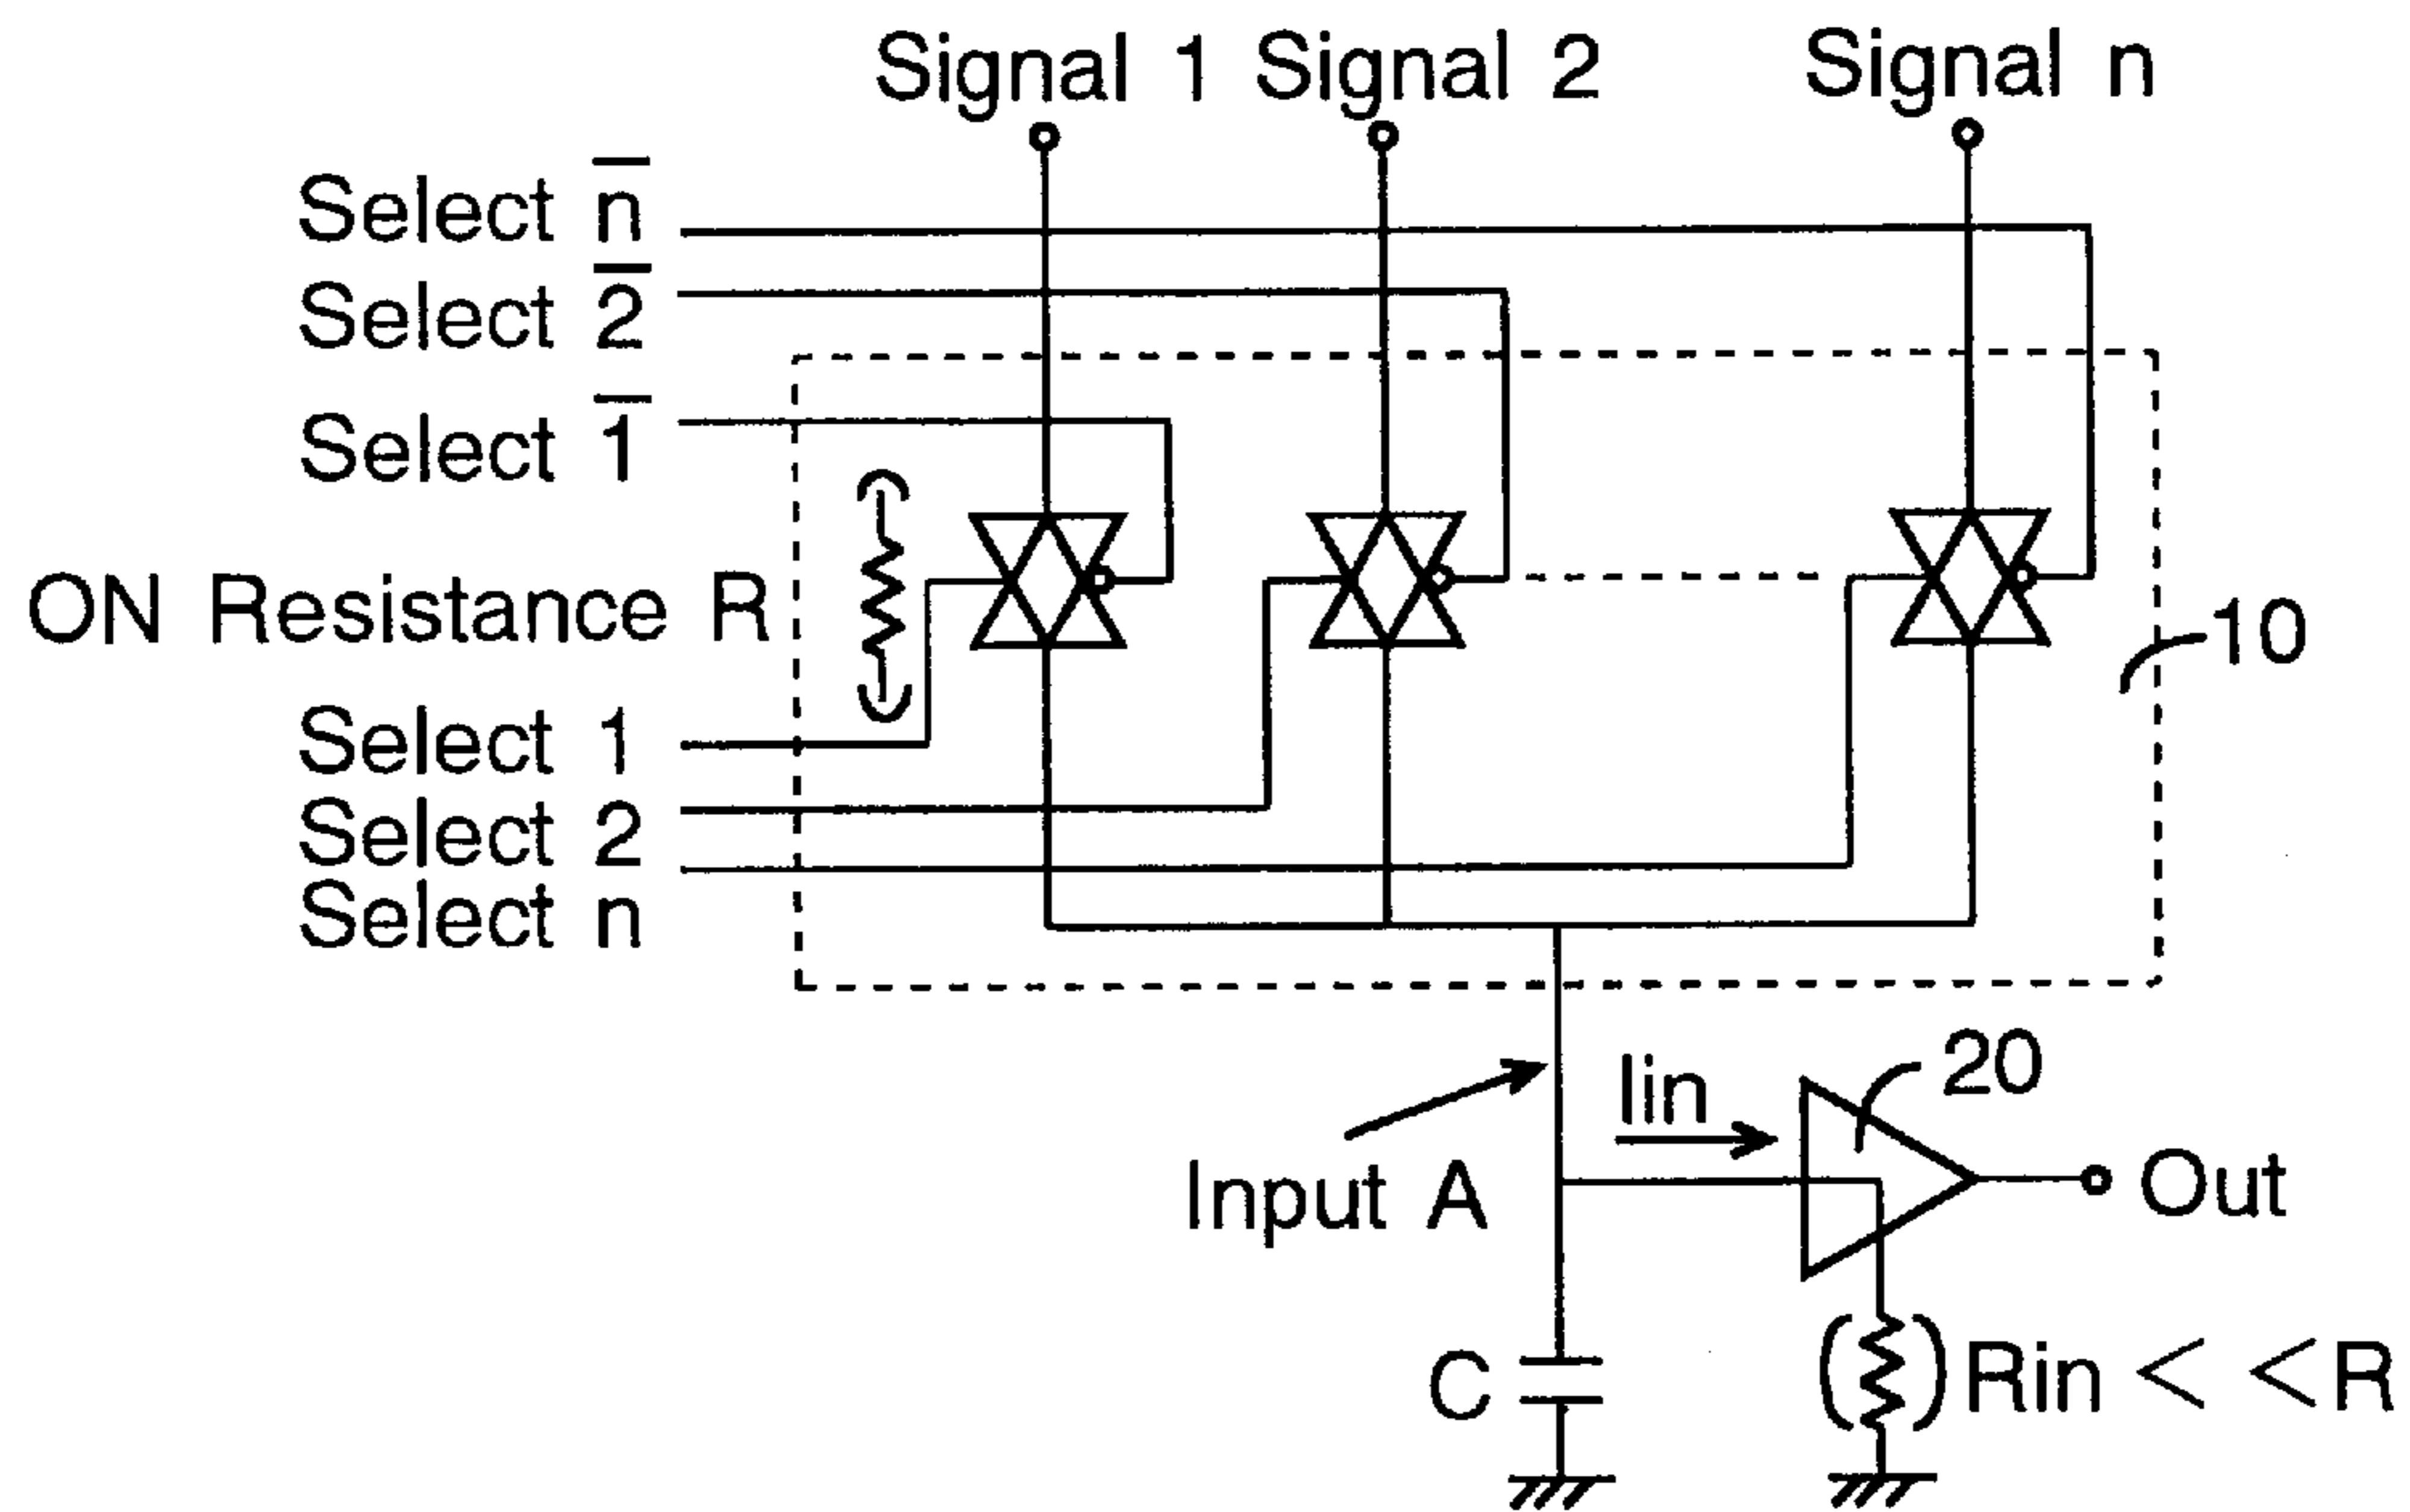 Signal 1 Signal 2 Signal n
Select n̅
Select 2̅
Select 1̅
ON Resistance R
10
Select 1
Select 2
Select n
20
Iin
Input A
Out
C
Rin < < R